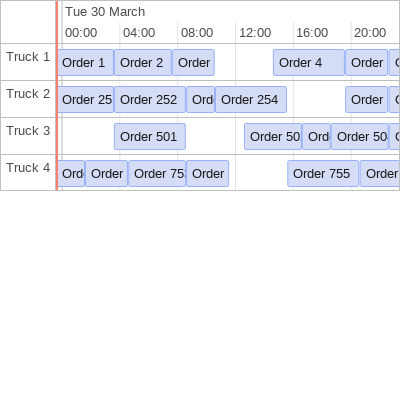 Tue 30 March
00:00 04:00 08:00 12:00 16:00 20:00
Truck 1 Order 1 Order 2 Order Order 4 Order
Truck 2 Order 25 Order 252 Ord Order 254 Order
Truck 3 Order 501 Order 50 Ord Order 50
Truck 4 Ord Order Order 75 Order Order 755 Order